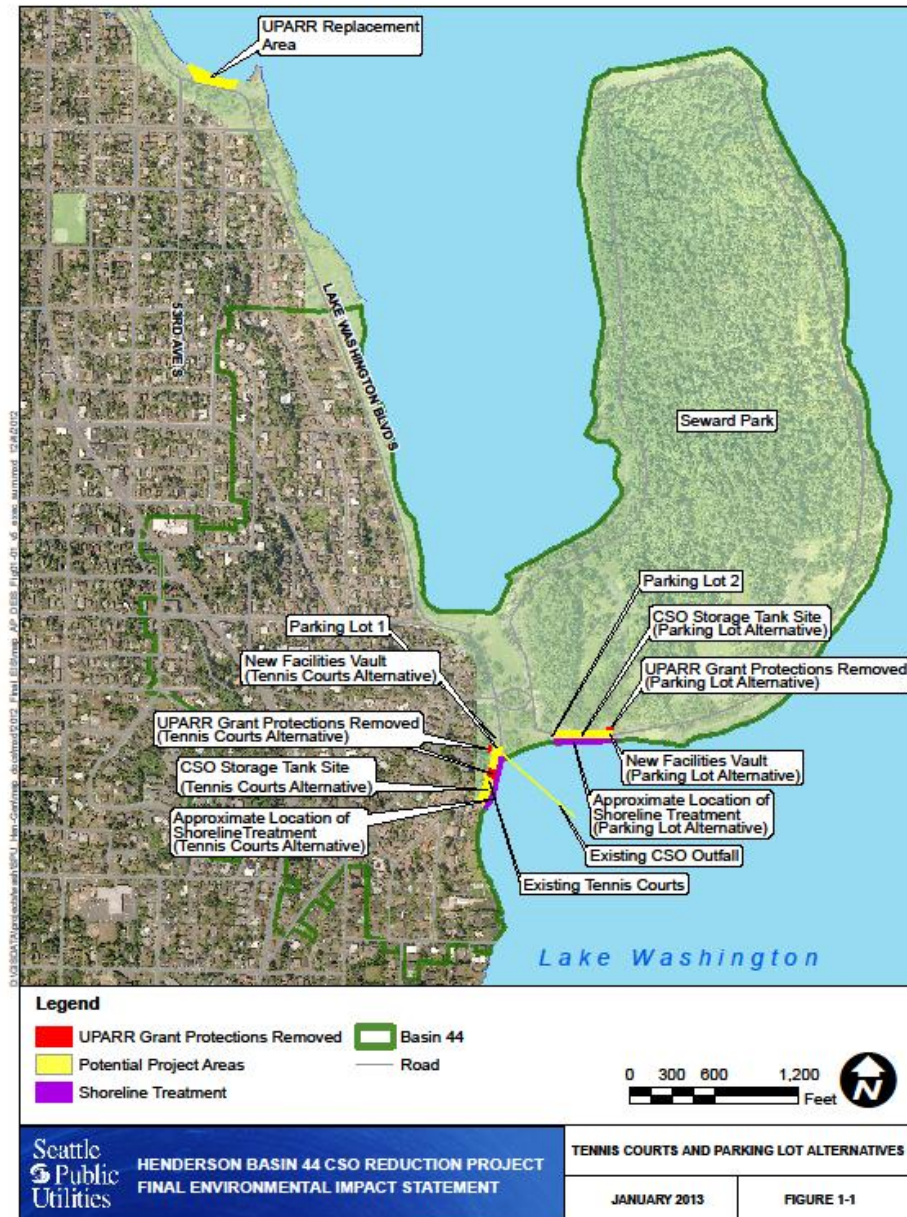 UPARR Replacement
Area
53RD AVE S
LAKE WASHINGTON BLVD S
Seward Park
Parking Lot 2
CSO Storage Tank Site
(Parking Lot Alternative)
Parking Lot 1
New Facilities Vault
(Tennis Courts Alternative)
UPARR Grant Protections Removed
(Parking Lot Alternative)
UPARR Grant Protections Removed
(Tennis Courts Alternative)
New Facilities Vault
(Parking Lot Alternative)
CSO Storage Tank Site
(Tennis Courts Alternative)
Approximate Location of
Shoreline Treatment
(Parking Lot Alternative)
Approximate Location of
Shoreline Treatment
(Tennis Courts Alternative)
Existing CSO Outfall
Existing Tennis Courts
Lake Washington
Legend
UPARR Grant Protections Removed
Basin 44
Potential Project Areas
Road
Shoreline Treatment
0 300 600 1,200
Feet
N
Seattle
Public
Utilities
HENDERSON BASIN 44 CSO REDUCTION PROJECT
FINAL ENVIRONMENTAL IMPACT STATEMENT
TENNIS COURTS AND PARKING LOT ALTERNATIVES
JANUARY 2013
FIGURE 1-1